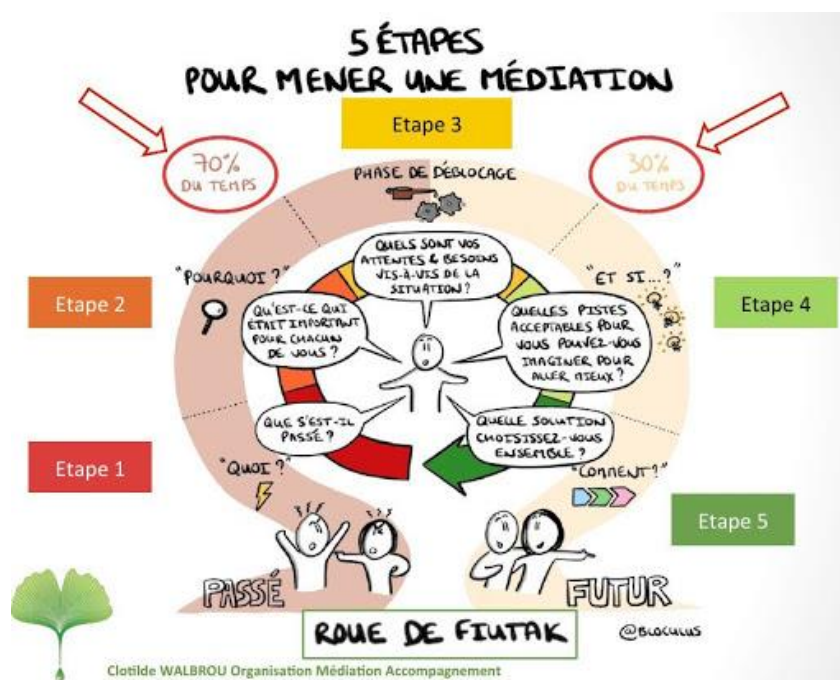 5 ÉTAPES
POUR MENER UNE MÉDIATION
Etape 3
70%
DU TEMPS
30%
DU TEMPS
PHASE DE DÉBLOCAGE
QUELS SONT VOS
ATTENTES & BESOINS
VIS-À-VIS DE LA
SITUATION ?
"POURQUOI ?"
Etape 2
QU'EST-CE QUI
ÉTAIT IMPORTANT
POUR CHACUN
DE VOUS ?
"ET SI...?"
Etape 4
QUELLES PISTES
ACCEPTABLES POUR
VOUS POUVEZ-VOUS
IMAGINER POUR
ALLER MIEUX ?
QUE S'EST-IL
PASSÉ ?
Etape 1
"QUOI ?"
QUELLE SOLUTION
CHOISISSEZ-VOUS
ENSEMBLE ?
"COMMENT ?"
Etape 5
PASSÉ
FUTUR
ROUE DE FIUTAK
@BLOCULUS
Clotilde WALBROU Organisation Médiation Accompagnement